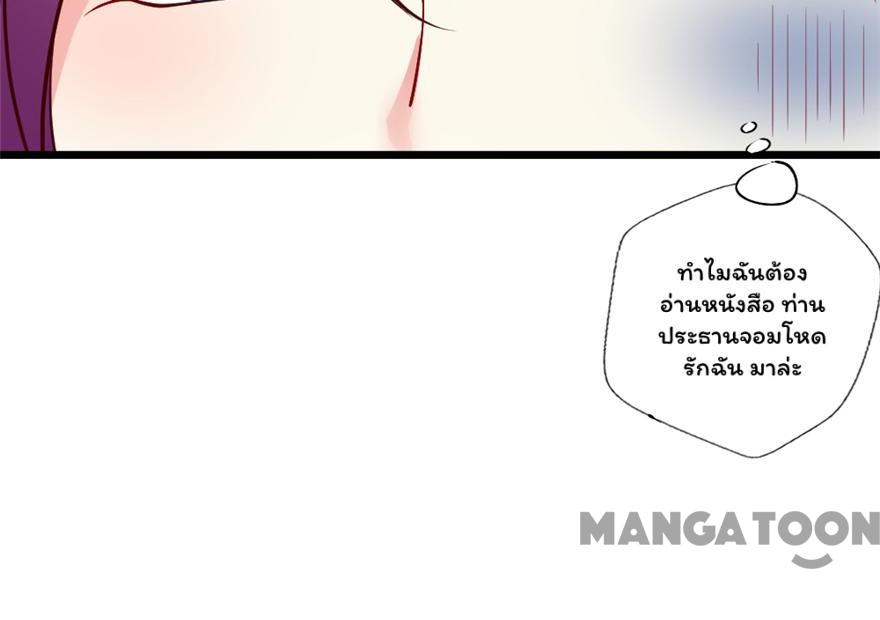 ทำไมฉันต้อง
อ่านหนังสือ ท่าน
ประธานจอมโหด
รักฉัน มาล่ะ
MANGATOON